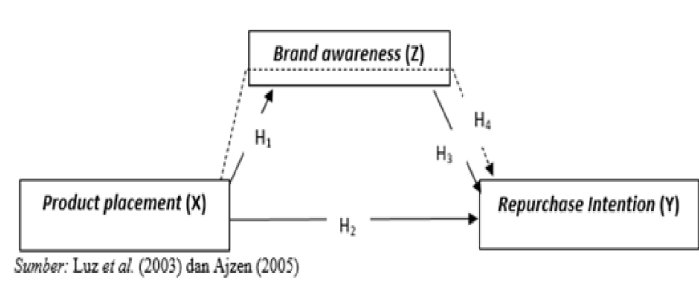 Brand awareness (Z)
H₁
H₄
H₃
Product placement (X)
Repurchase Intention (Y)
H₂
Sumber: Luz et al. (2003) dan Ajzen (2005)